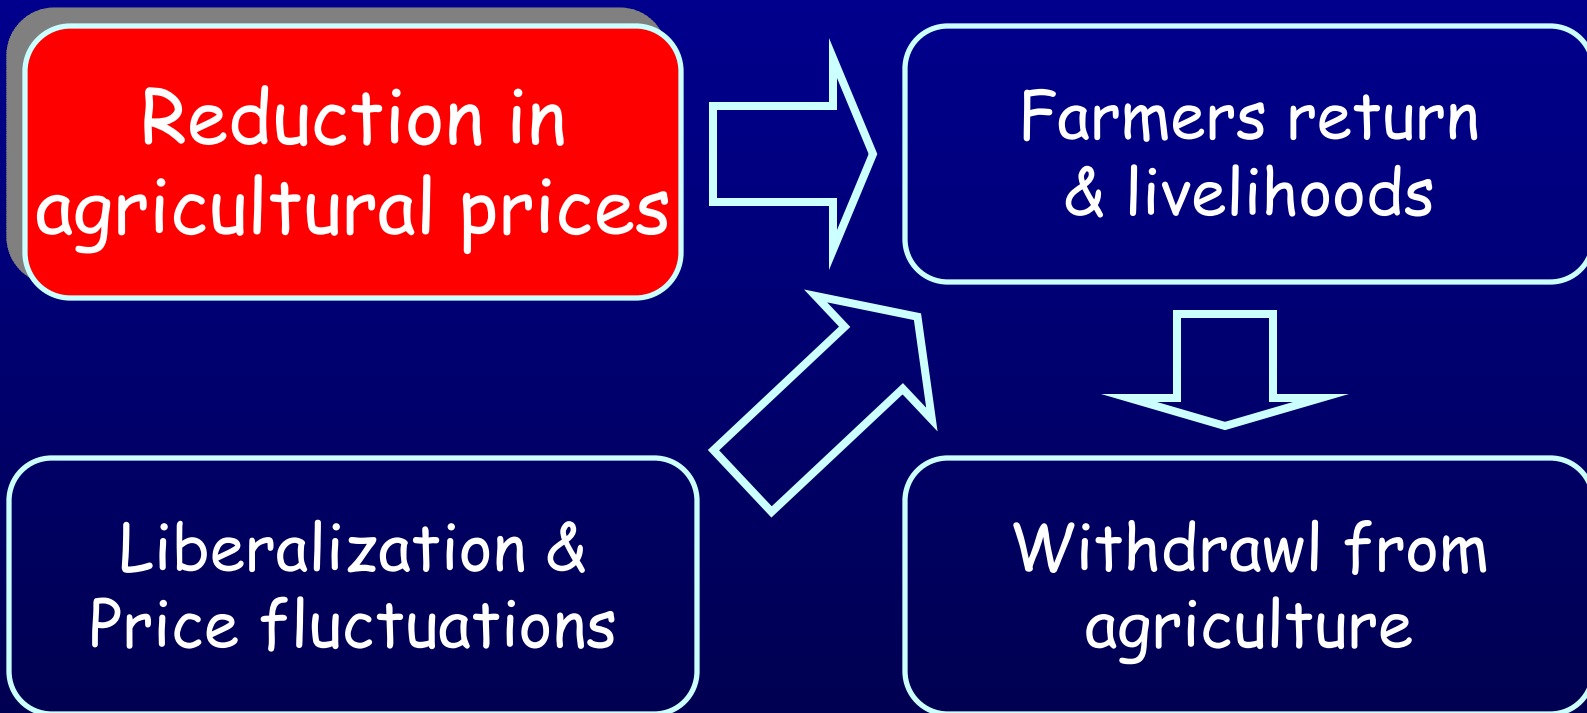 Reduction in
agricultural prices
Farmers return
& livelihoods
Liberalization &
Price fluctuations
Withdrawl from
agriculture